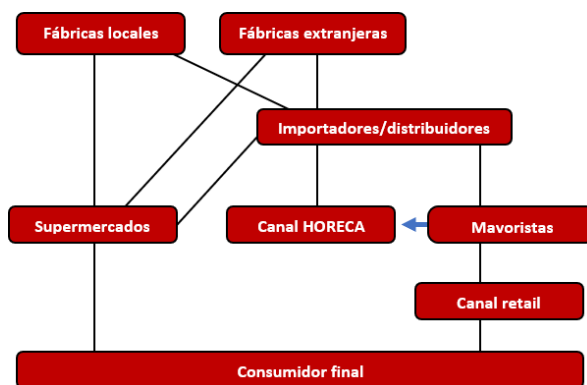 Fábricas locales
Fábricas extranjeras
Importadores/distribuidores
Supermercados
Canal HORECA
Mavoristas
Canal retail
Consumidor final